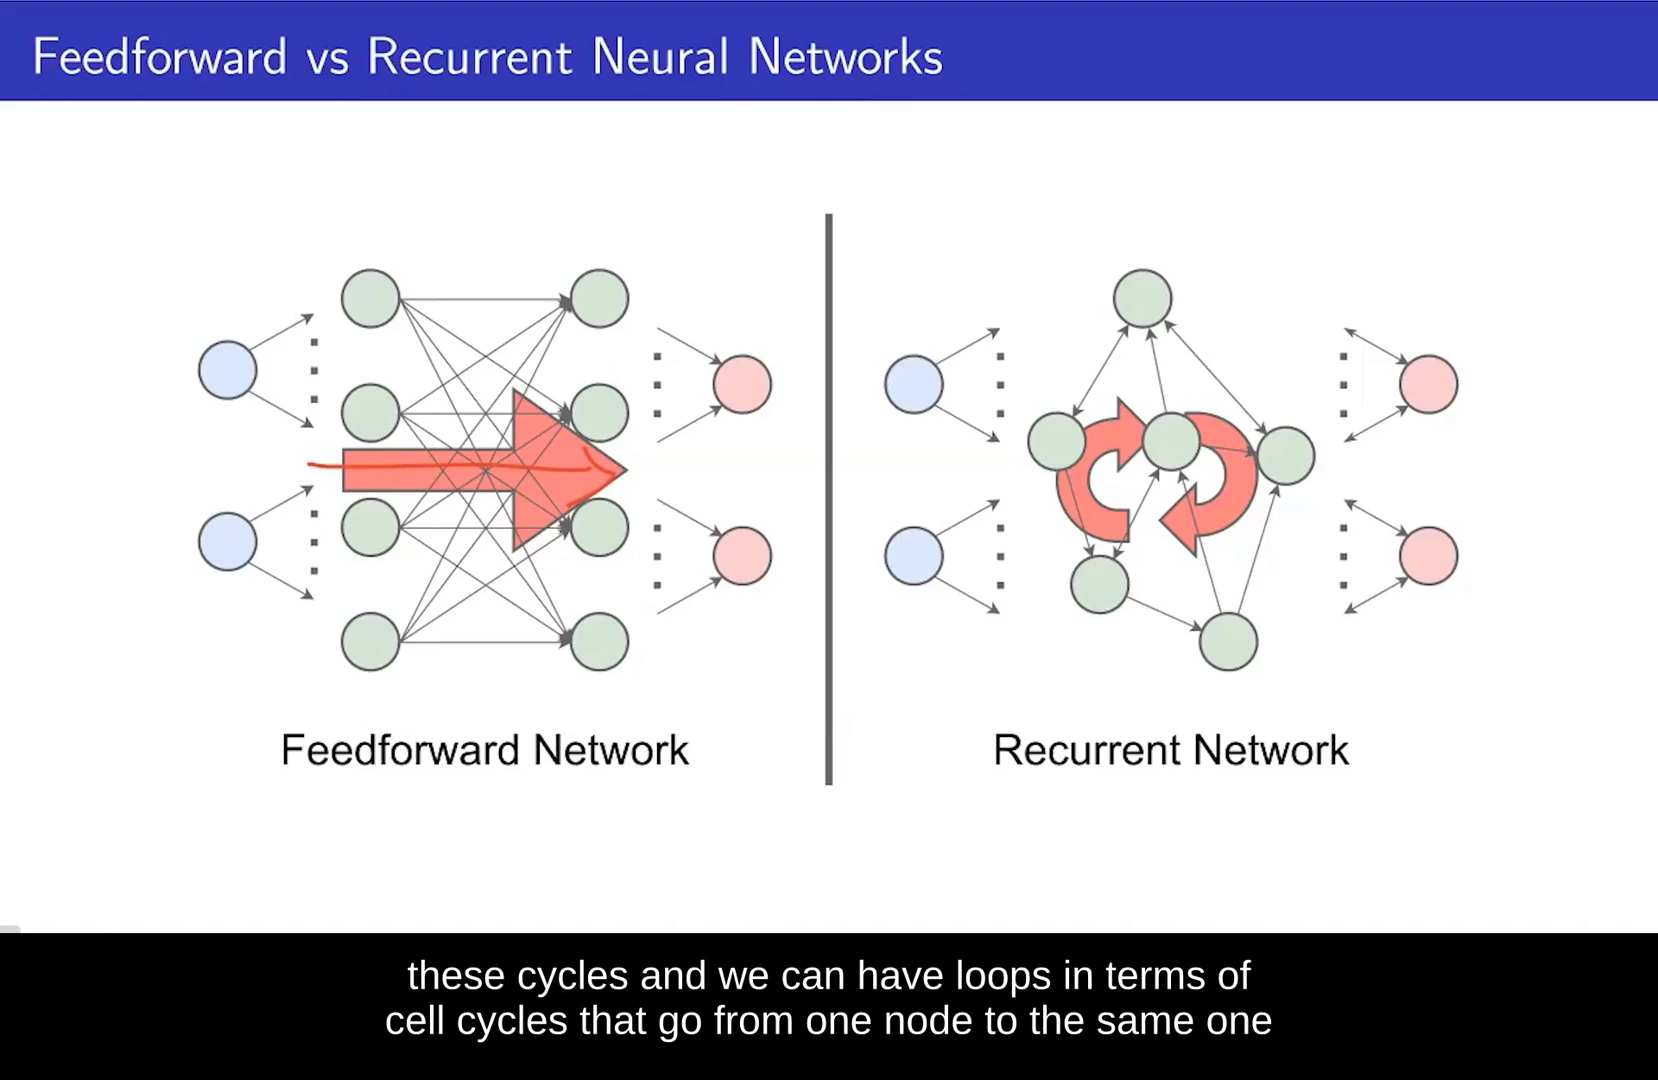 Feedforward vs Recurrent Neural Networks
Feedforward Network
Recurrent Network
these cycles and we can have loops in terms of
cell cycles that go from one node to the same one